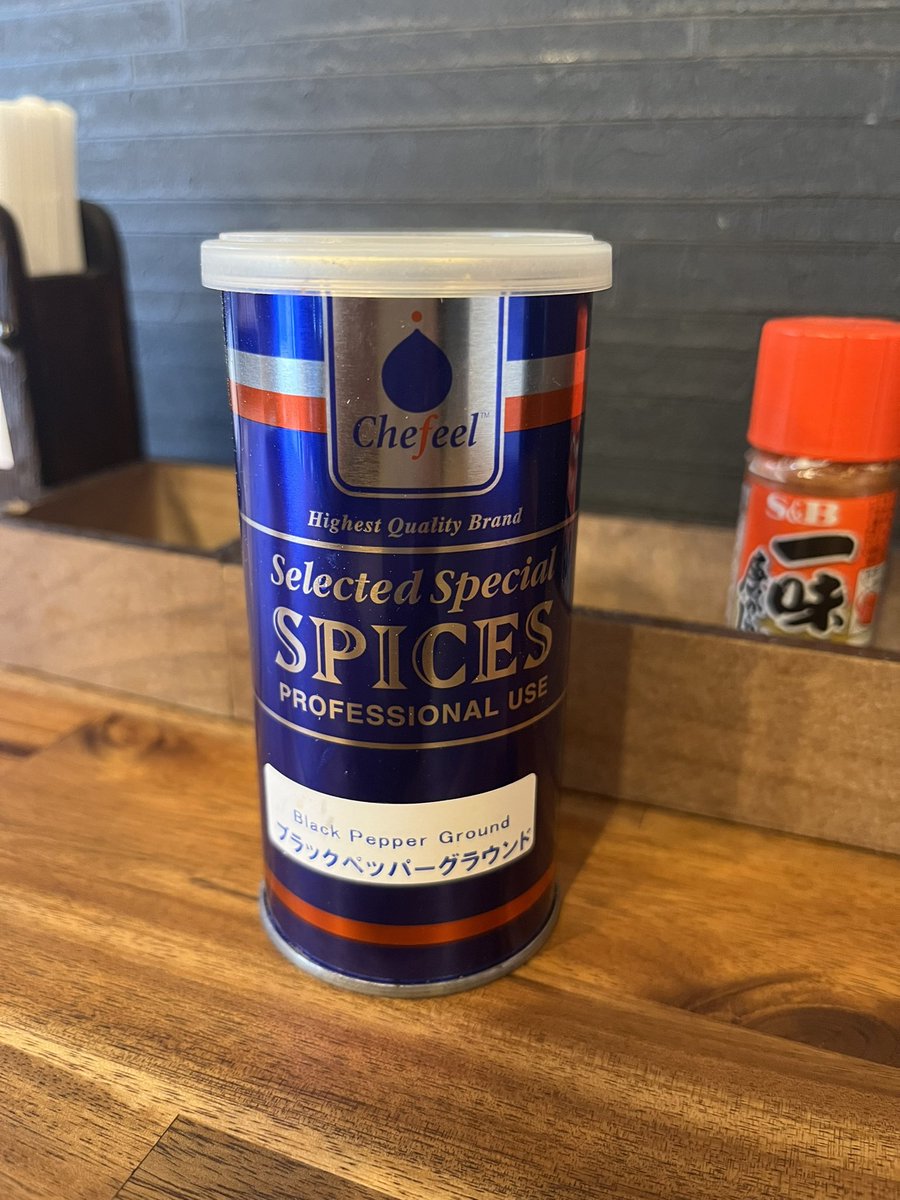 Chefeel™
Highest Quality Brand
Selected Special
SPICES
PROFESSIONAL USE
Black Pepper Ground
ブラックペッパーグラウンド
S&B
一味